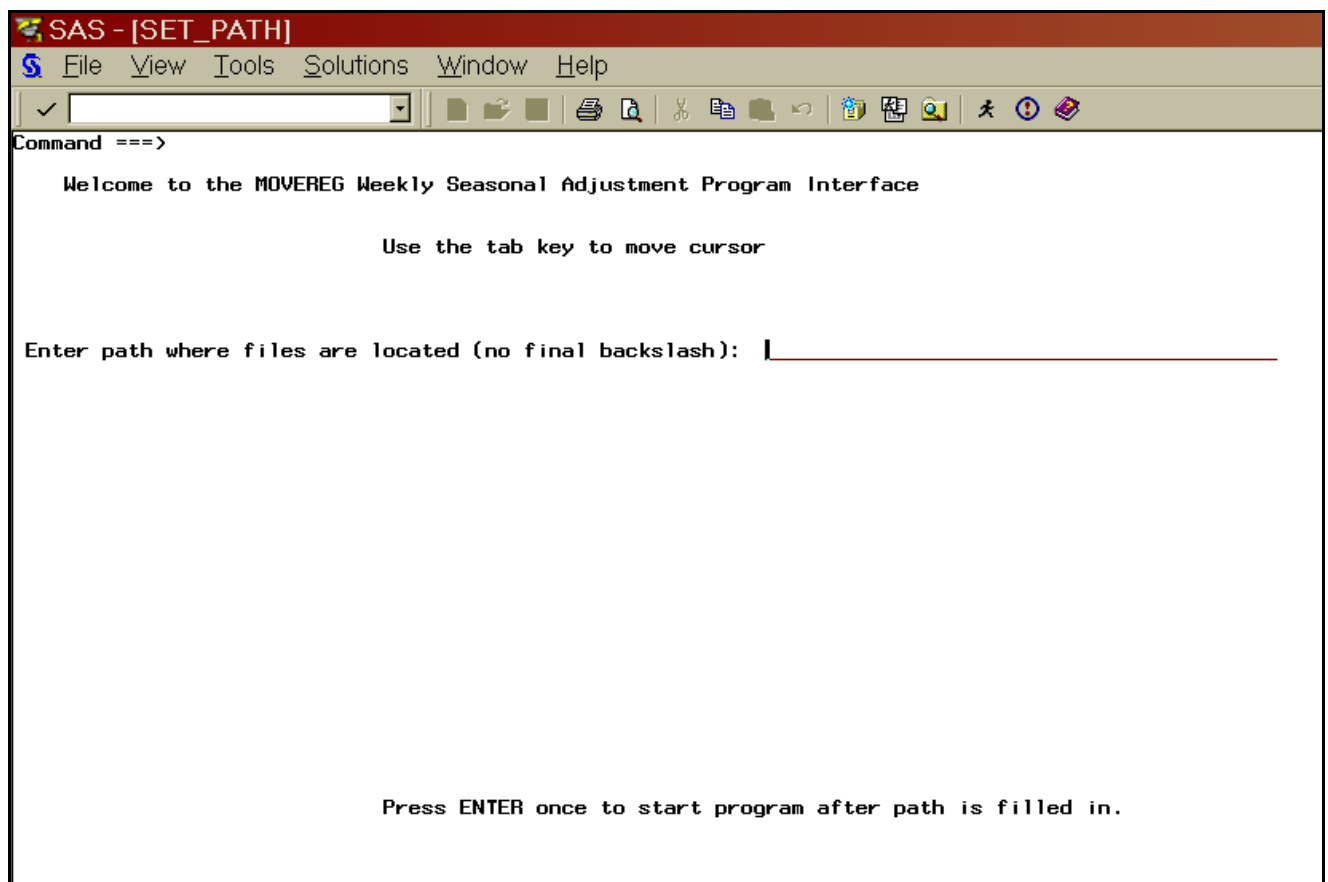 SAS - [SET_PATH]
File View Tools Solutions Window Help
Command ===>
Welcome to the MOVEREG Weekly Seasonal Adjustment Program Interface
Use the tab key to move cursor
Enter path where files are located (no final backslash):
Press ENTER once to start program after path is filled in.